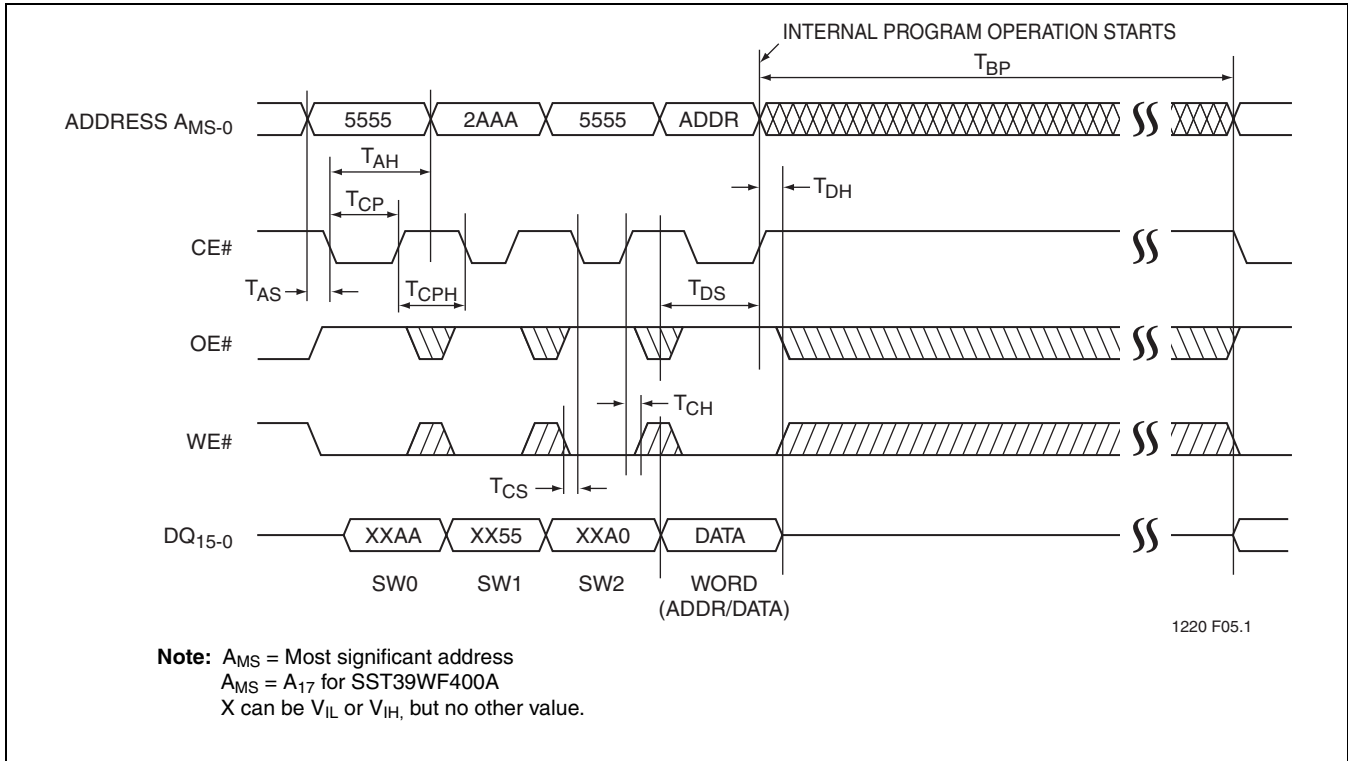 INTERNAL PROGRAM OPERATION STARTS
TBP
ADDRESS AMS-0
5555
2AAA
5555
ADDR
TAH
TDH
TCP
CE#
TAS
TCPH
TDS
OE#
TCH
WE#
TCS
DQ15-0
XXAA
XX55
XXA0
DATA
SW0
SW1
SW2
WORD
(ADDR/DATA)
1220 F05.1
Note: AMS = Most significant address
AMS = A17 for SST39WF400A
X can be VIL or VIH, but no other value.